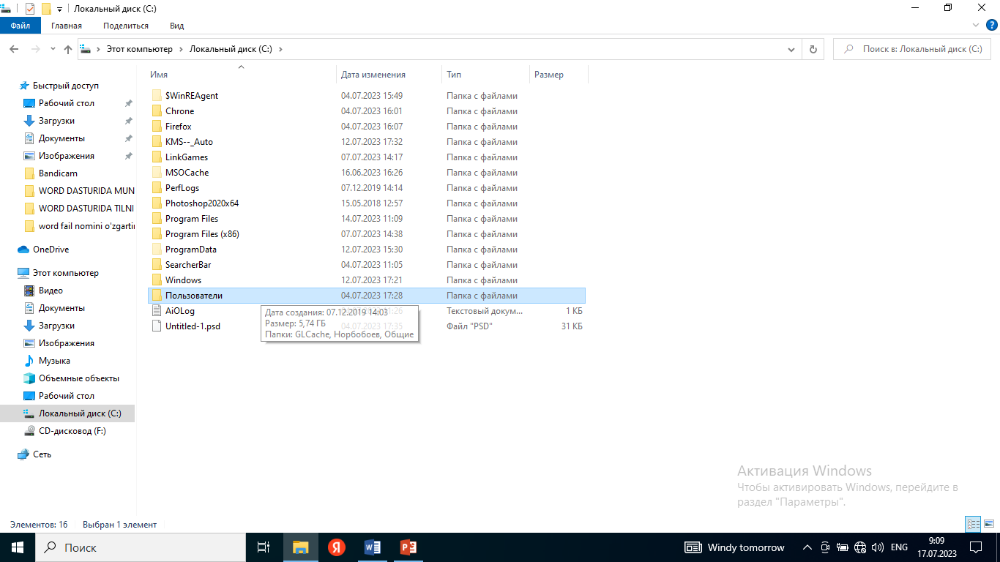 Локальный диск (C:)
Файл Главная Поделиться Вид
Этот компьютер Локальный диск (C:) Поиск в: Локальный диск (C:)
Имя Дата изменения Тип Размер
Быстрый доступ
Рабочий стол
Загрузки
Документы
Изображения
Bandicam
WORD DASTURIDA MUN
WORD DASTURIDA TILNI
word fail nomini o'zgartir
OneDrive
Этот компьютер
Видео
Документы
Загрузки
Изображения
Музыка
Объемные объекты
Рабочий стол
Локальный диск (C:)
CD-дисковод (F:)
Сеть
$WinREAgent 04.07.2023 15:49 Папка с файлами
Chrone 04.07.2023 16:01 Папка с файлами
Firefox 04.07.2023 16:07 Папка с файлами
KMS--_Auto 12.07.2023 17:32 Папка с файлами
LinkGames 07.07.2023 14:17 Папка с файлами
MSOCache 16.06.2023 16:26 Папка с файлами
PerfLogs 07.12.2019 14:14 Папка с файлами
Photoshop2020x64 15.05.2018 12:57 Папка с файлами
Program Files 14.07.2023 11:09 Папка с файлами
Program Files (x86) 07.07.2023 14:38 Папка с файлами
ProgramData 12.07.2023 15:30 Папка с файлами
SearcherBar 04.07.2023 11:05 Папка с файлами
Windows 12.07.2023 17:21 Папка с файлами
Пользователи 04.07.2023 17:28 Папка с файлами
AiOLog Текстовый докум... 1 КБ
Untitled-1.psd 04.07.2023 17:35 Файл "PSD" 31 КБ
Дата создания: 07.12.2019 14:03
Размер: 5,74 ГБ
Папки: GLCache, Норбобоев, Общие
Активация Windows
Чтобы активировать Windows, перейдите в
раздел "Параметры".
Элементов: 16 Выбран 1 элемент
Поиск Windy tomorrow ENG 9:09
17.07.2023